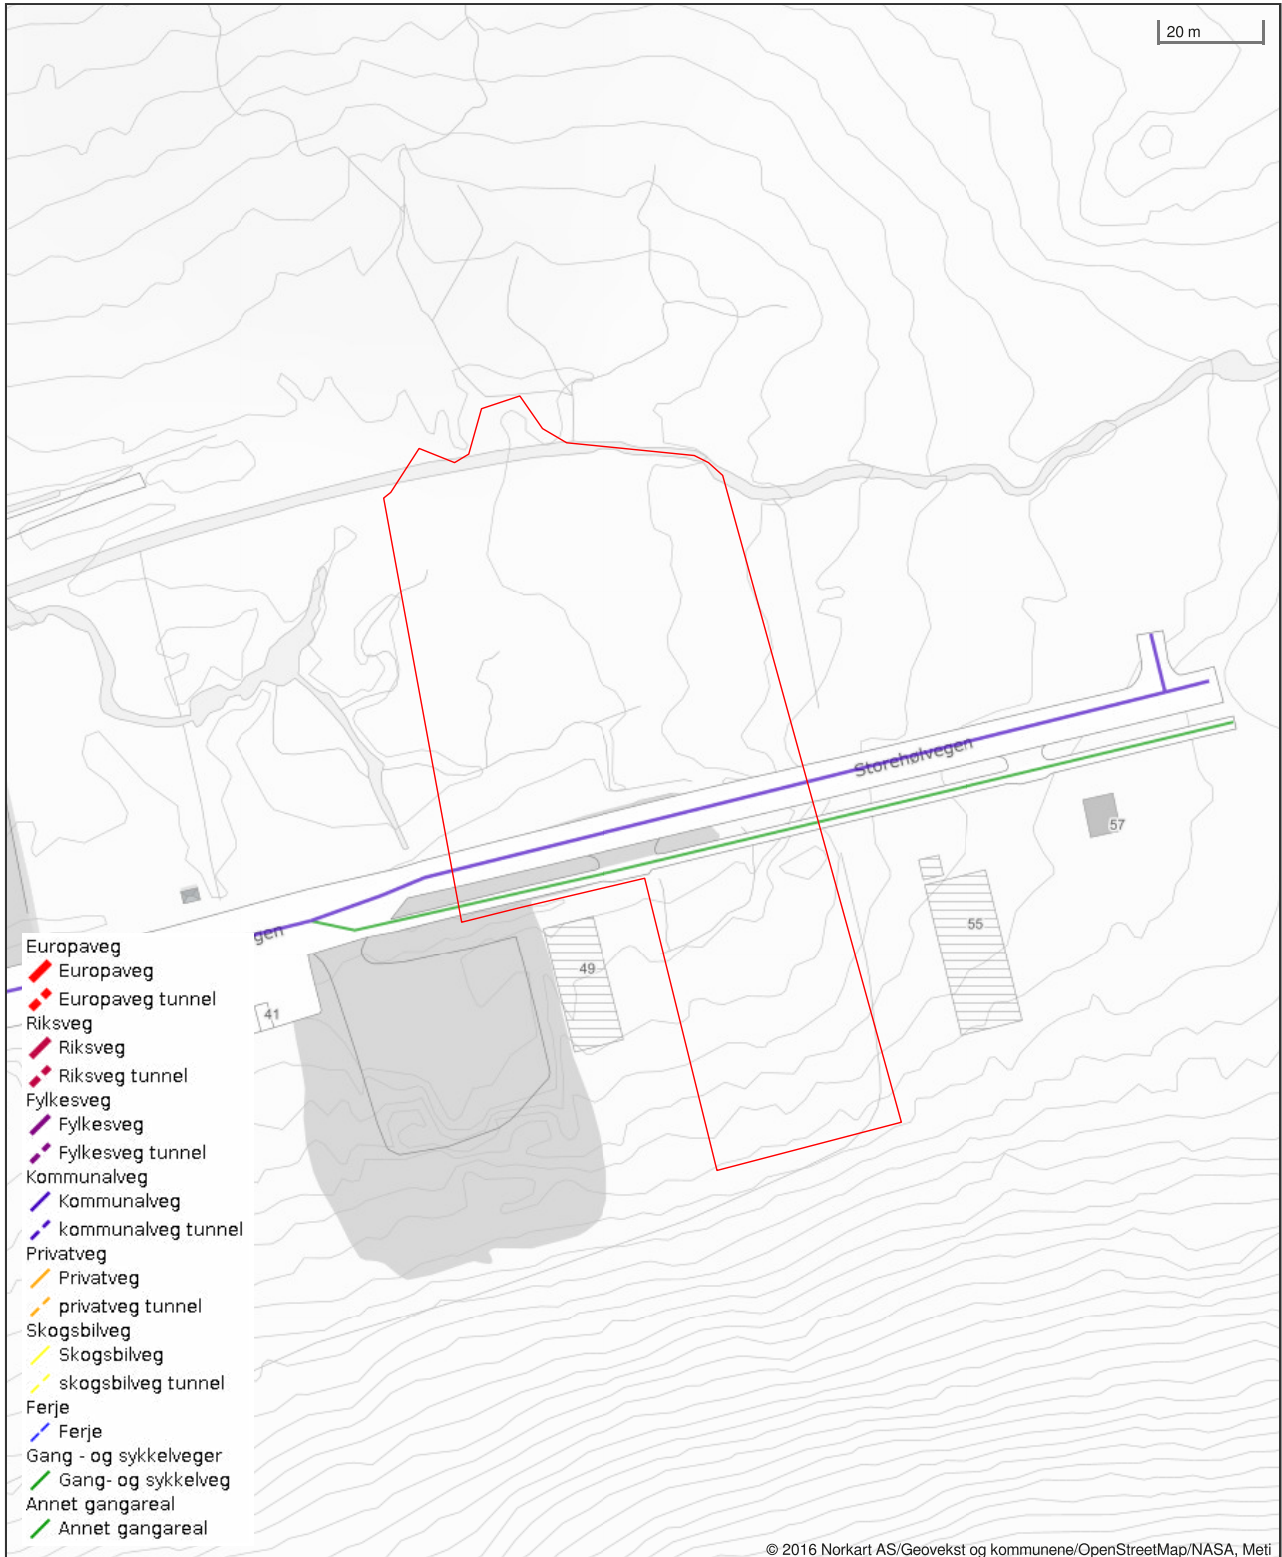 20 m
Storehølvegen
57
55
49
gen
41
Europaveg
Europaveg
Europaveg tunnel
Riksveg
Riksveg
Riksveg tunnel
Fylkesveg
Fylkesveg
Fylkesveg tunnel
Kommunalveg
Kommunalveg
kommunalveg tunnel
Privatveg
Privatveg
privatveg tunnel
Skogsbilveg
Skogsbilveg
skogsbilveg tunnel
Ferje
Ferje
Gang - og sykkelveger
Gang- og sykkelveg
Annet gangareal
Annet gangareal
© 2016 Norkart AS/Geovekst og kommunene/OpenStreetMap/NASA, Meti